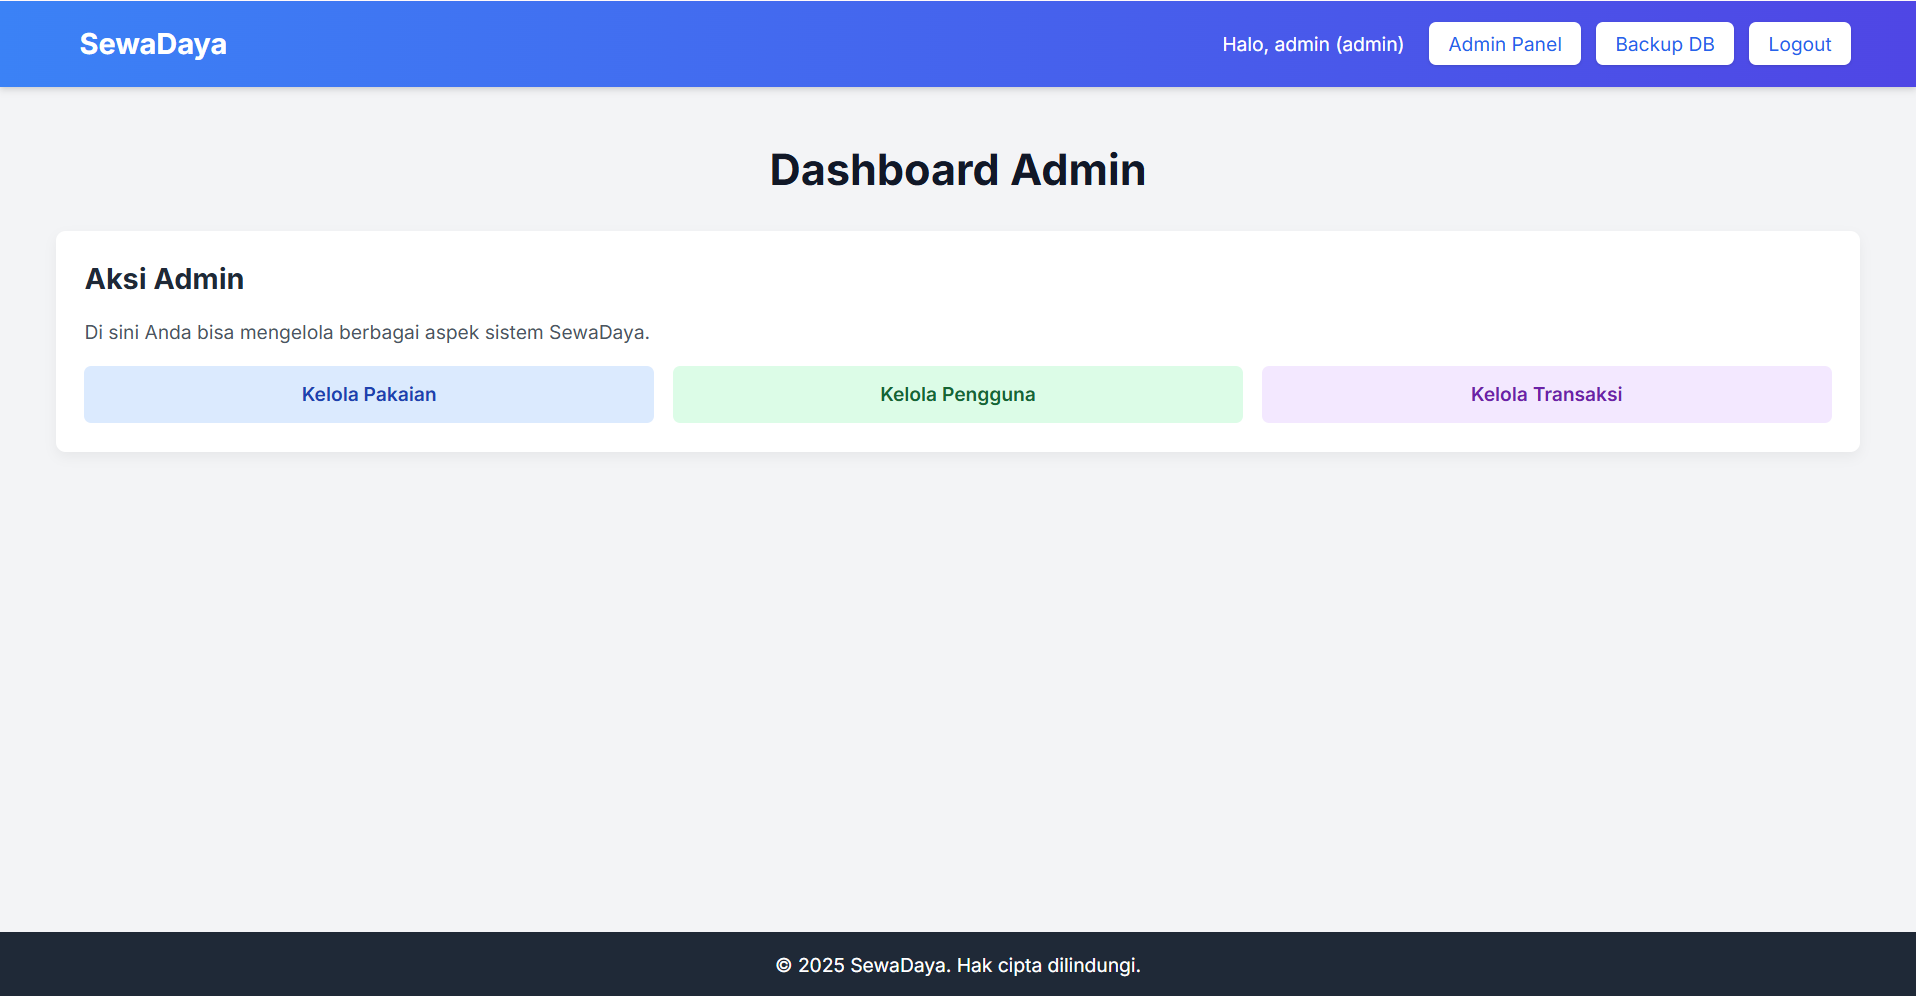 SewaDaya
Halo, admin (admin)
Admin Panel
Backup DB
Logout
Dashboard Admin
Aksi Admin
Di sini Anda bisa mengelola berbagai aspek sistem SewaDaya.
Kelola Pakaian
Kelola Pengguna
Kelola Transaksi
© 2025 SewaDaya. Hak cipta dilindungi.